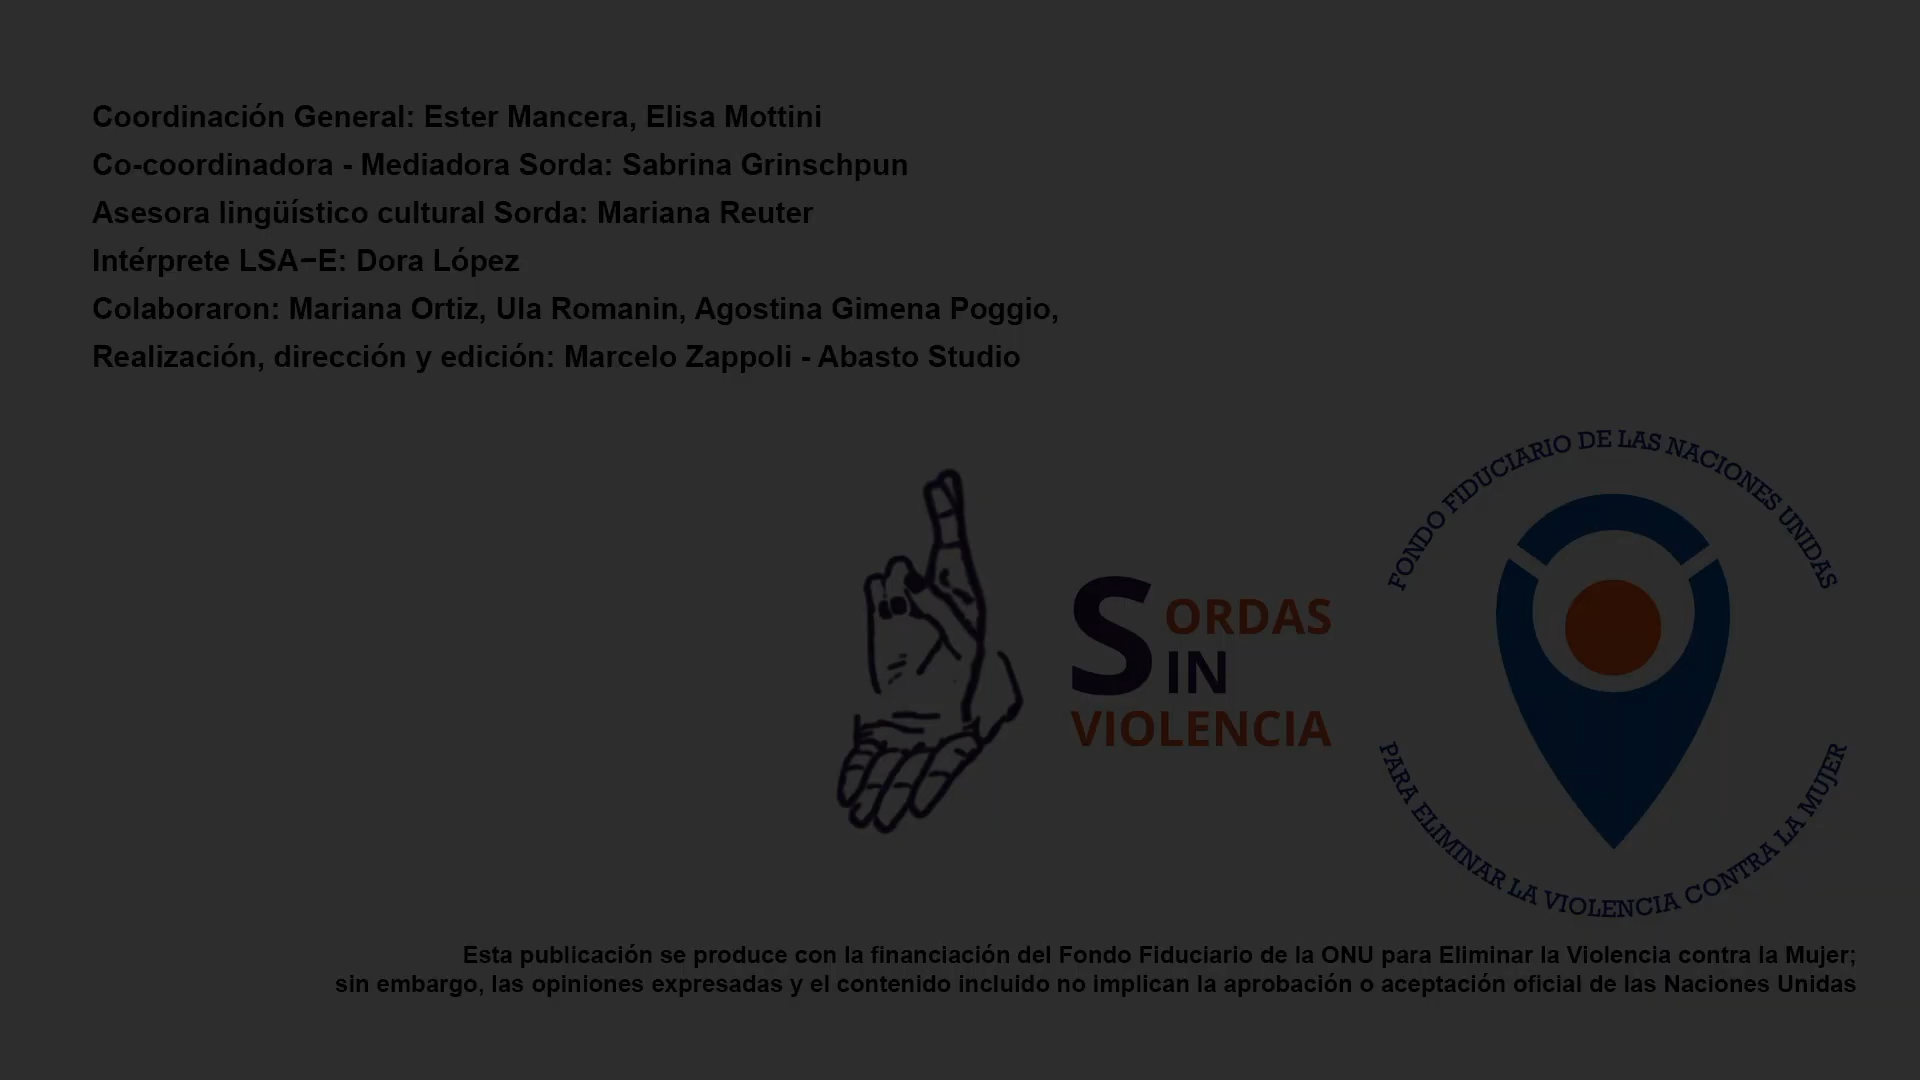 Coordinación General: Ester Mancera, Elisa Mottini
Co-coordinadora - Mediadora Sorda: Sabrina Grinschpun
Asesora lingüístico cultural Sorda: Mariana Reuter
Intérprete LSA−E: Dora López
Colaboraron: Mariana Ortiz, Ula Romanin, Agostina Gimena Poggio,
Realización, dirección y edición: Marcelo Zappoli - Abasto Studio
SORDAS
SIN
VIOLENCIA
FONDO FIDUCIARIO DE LAS NACIONES UNIDAS
PARA ELIMINAR LA VIOLENCIA CONTRA LA MUJER
Esta publicación se produce con la financiación del Fondo Fiduciario de la ONU para Eliminar la Violencia contra la Mujer;
sin embargo, las opiniones expresadas y el contenido incluido no implican la aprobación o aceptación oficial de las Naciones Unidas